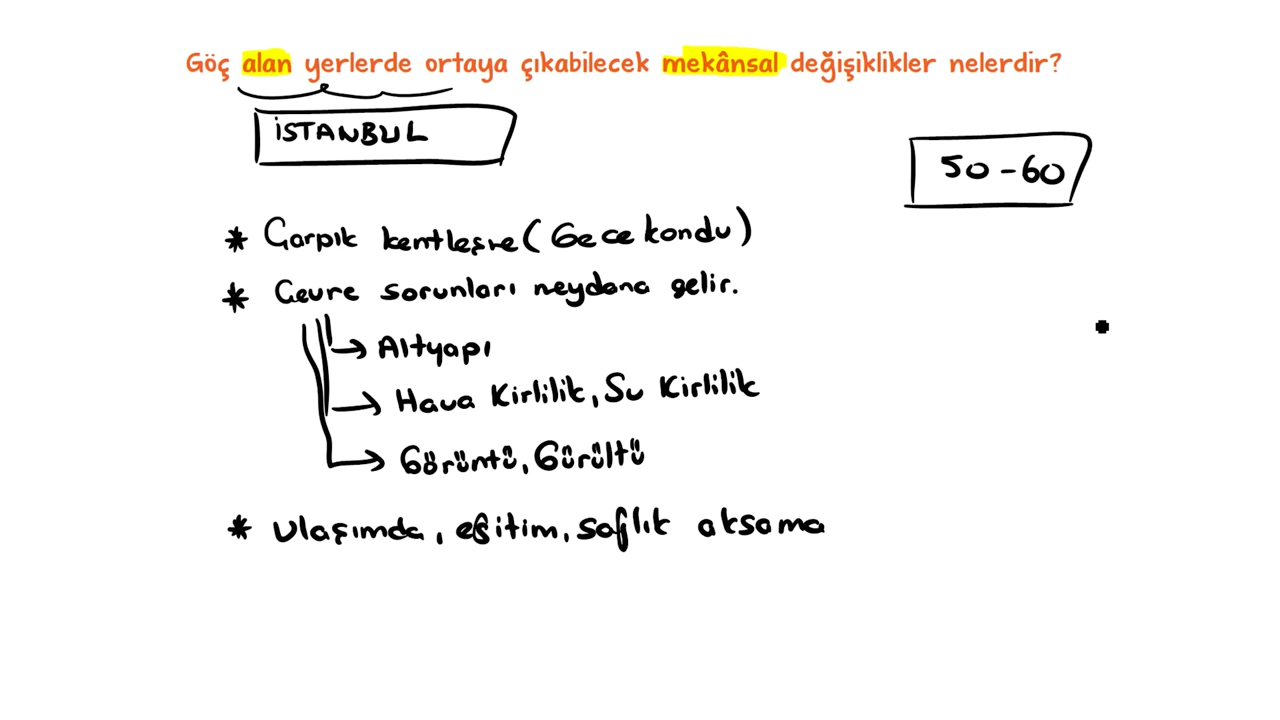 Göç alan yerlerde ortaya çıkabilecek mekânsal değişiklikler nelerdir?
İSTANBUL
50-60
* Çarpık kentleşme (Gecekondu)
* Çevre sorunları meydana gelir.
→ Altyapı
→ Hava Kirlilik, Su Kirlilik
→ Görüntü, Gürültü
* Ulaşımda, eğitim, sağlık aksama